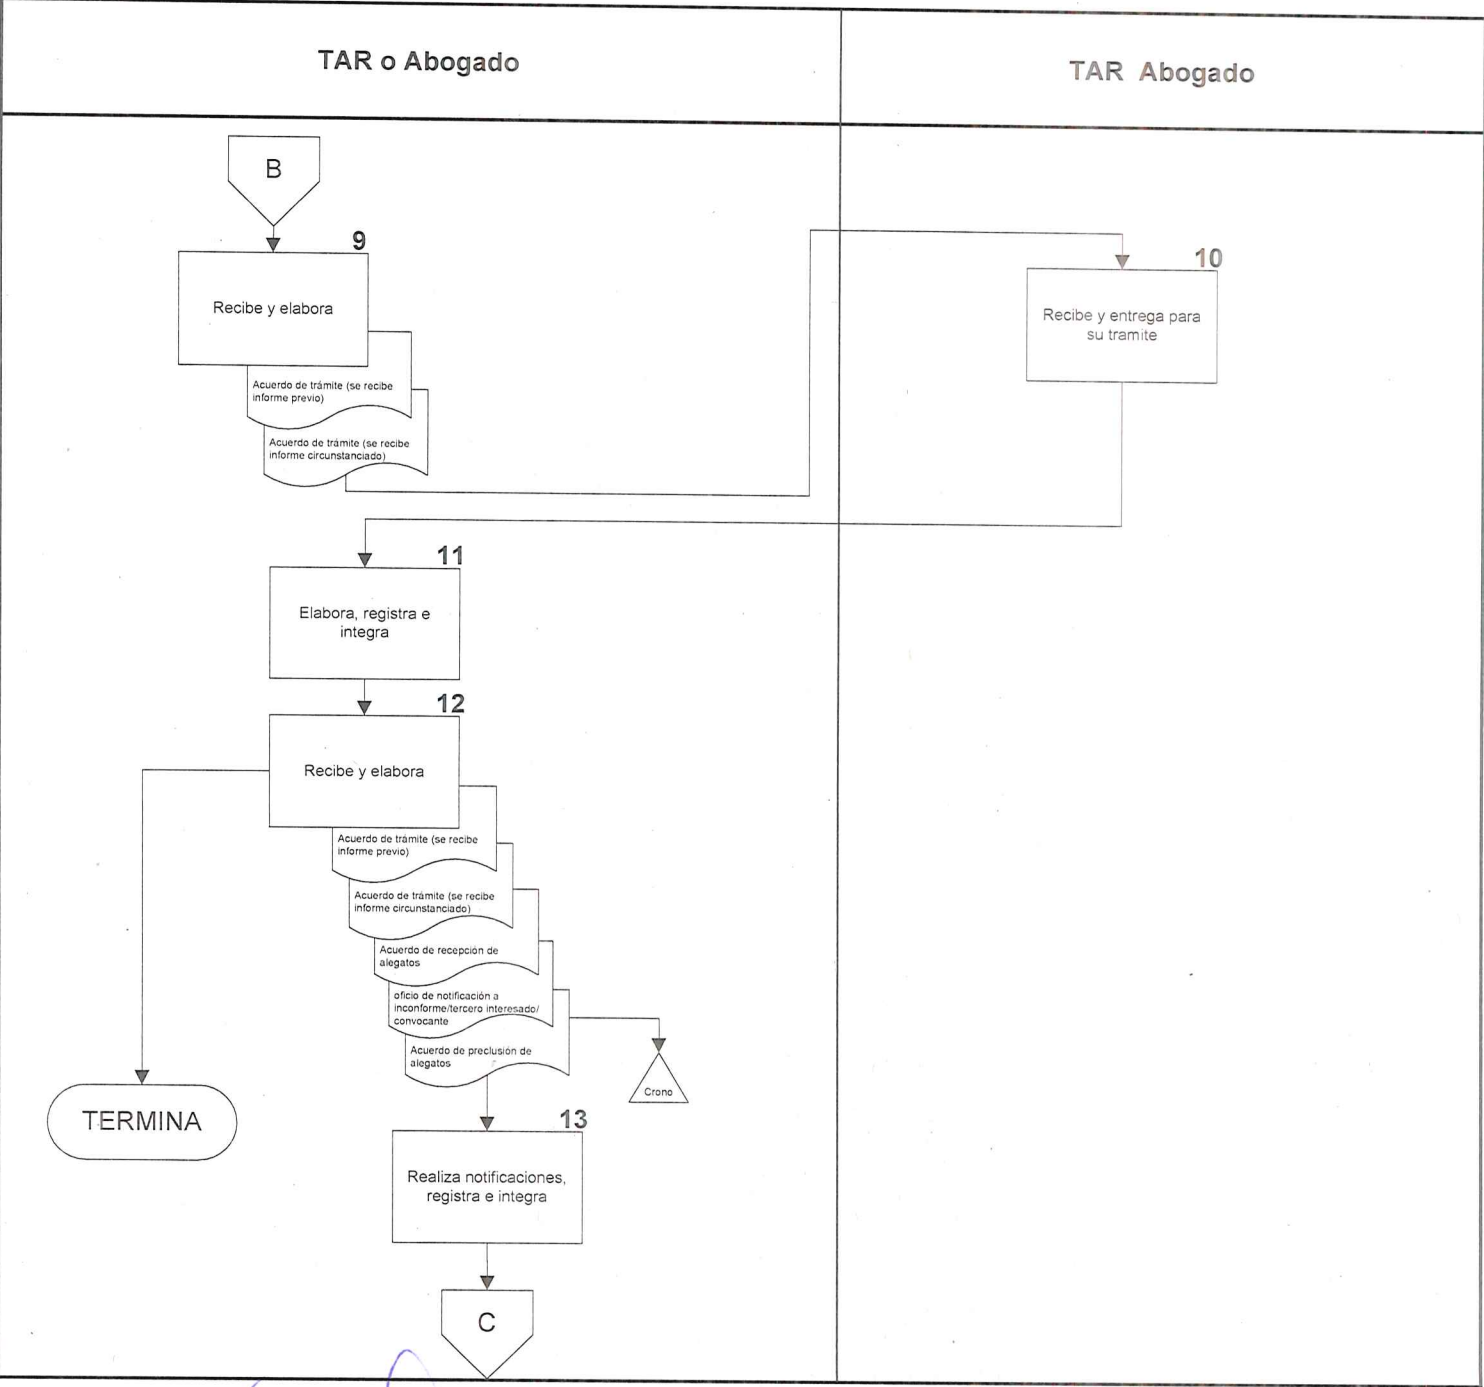 TAR o Abogado
TAR Abogado
B
9
Recibe y elabora
Acuerdo de trámite (se recibe
informe previo)
Acuerdo de trámite (se recibe
informe circunstanciado)
10
Recibe y entrega para
su tramite
11
Elabora, registra e
integra
12
Recibe y elabora
Acuerdo de trámite (se recibe
informe previo)
Acuerdo de trámite (se recibe
informe circunstanciado)
Acuerdo de recepción de
alegatos
oficio de notificación a
inconforme/tercero interesado/
convocante
Acuerdo de preclusión de
alegatos
Crono
TERMINA
13
Realiza notificaciones,
registra e integra
C